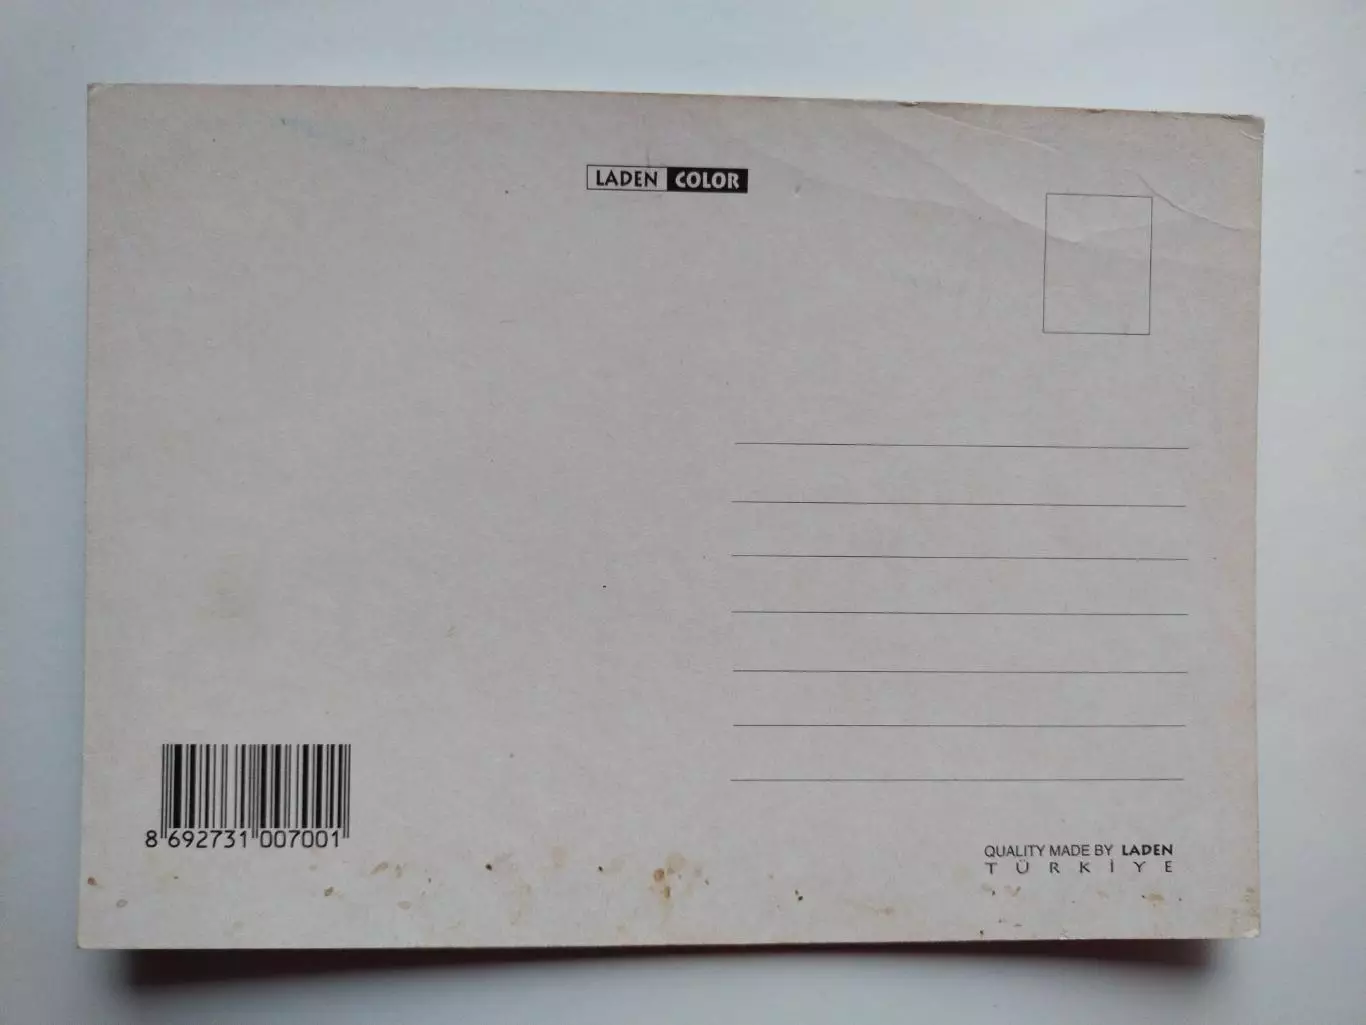 LADEN COLOR
8 692731 007001
QUALITY MADE BY LADEN
TÜRKİYE